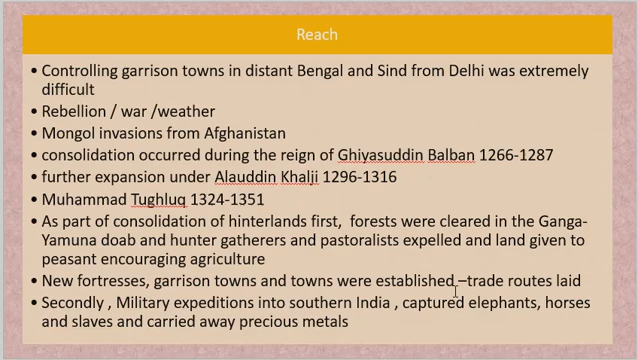 Reach
• Controlling garrison towns in distant Bengal and Sind from Delhi was extremely
difficult
• Rebellion / war /weather
• Mongol invasions from Afghanistan
• consolidation occurred during the reign of Ghiyasuddin Balban 1266-1287
• further expansion under Alauddin Khalji 1296-1316
• Muhammad Tughluq 1324-1351
• As part of consolidation of hinterlands first, forests were cleared in the Ganga-
Yamuna doab and hunter gatherers and pastoralists expelled and land given to
peasant encouraging agriculture
• New fortresses, garrison towns and towns were established –trade routes laid
• Secondly , Military expeditions into southern India , captured elephants, horses
and slaves and carried away precious metals